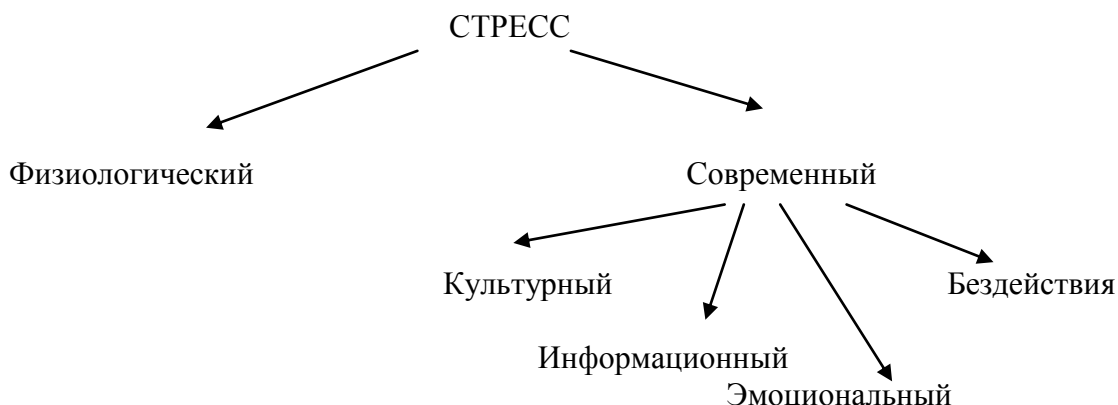 СТРЕСС
Физиологический
Современный
Культурный
Бездействия
Информационный
Эмоциональный